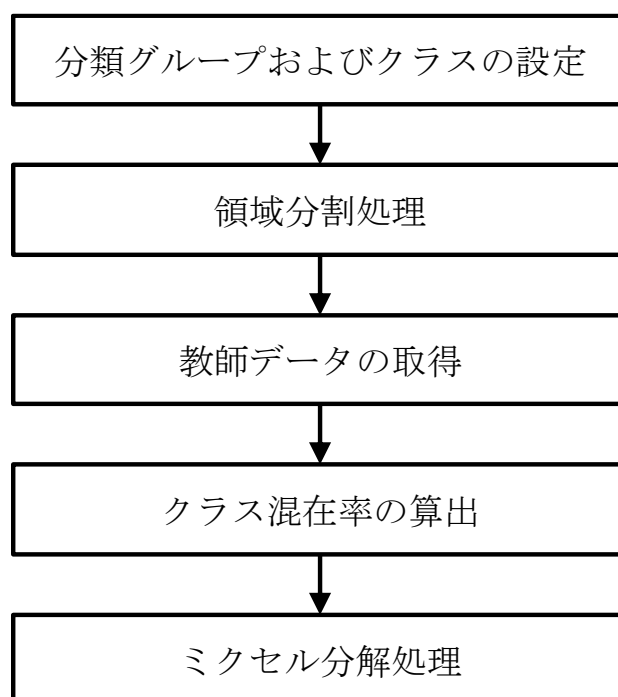 分類グループおよびクラスの設定
領域分割処理
教師データの取得
クラス混在率の算出
ミクセル分解処理